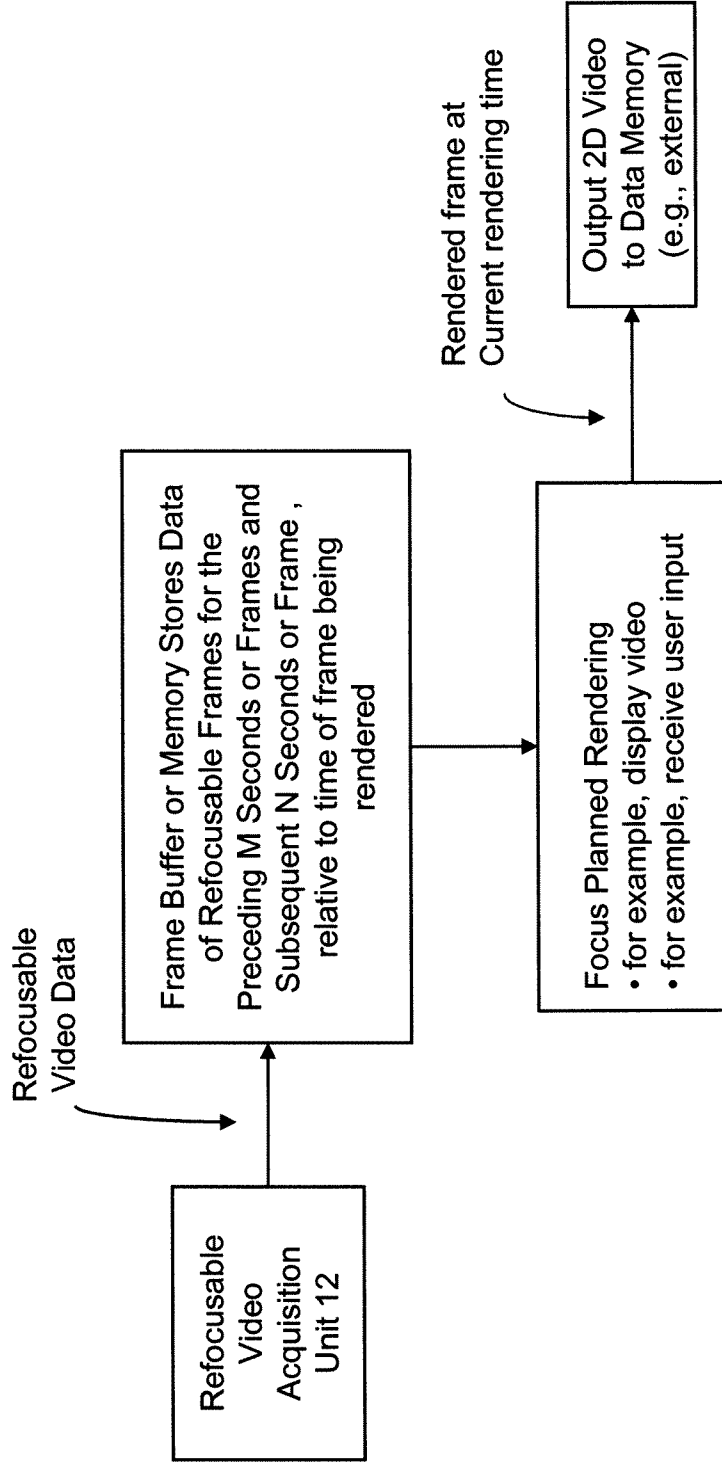 Refocusable
Video
Acquisition
Unit 12
Refocusable
Video Data
Frame Buffer or Memory Stores Data
of Refocusable Frames for the
Preceding M Seconds or Frames and
Subsequent N Seconds or Frame ,
relative to time of frame being
rendered
Focus Planned Rendering
• for example, display video
• for example, receive user input
Rendered frame at
Current rendering time
Output 2D Video
to Data Memory
(e.g., external)